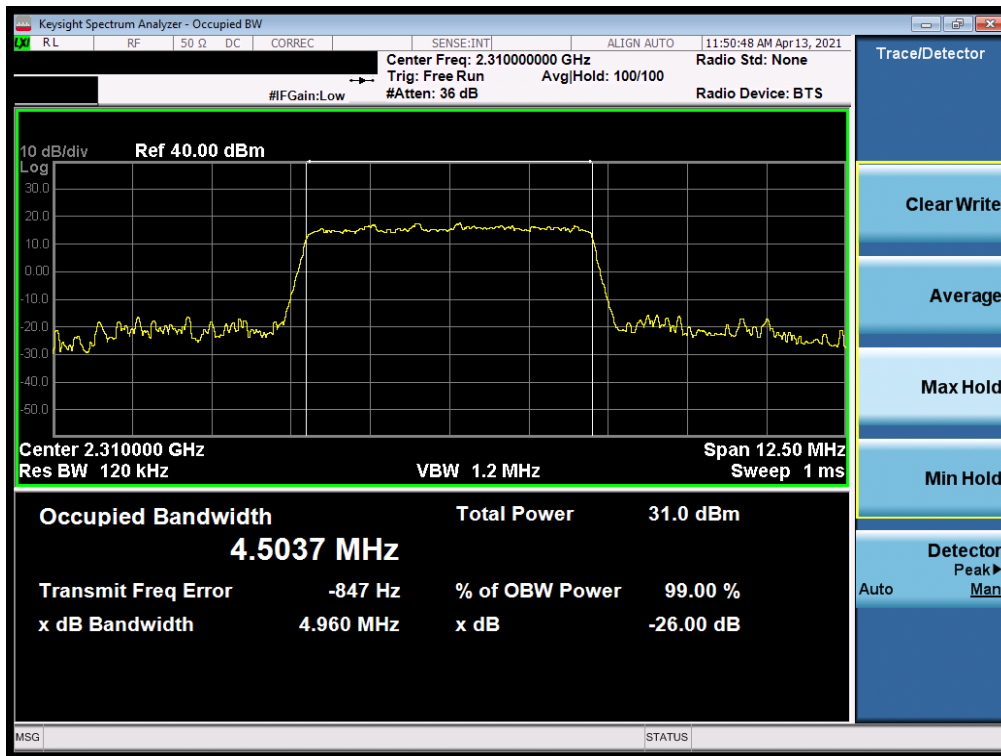 Keysight Spectrum Analyzer - Occupied BW
LXI RL RF 50 Ω DC CORREC SENSE:INT ALIGN AUTO 11:50:48 AM Apr 13, 2021
Center Freq: 2.310000000 GHz Radio Std: None
Trig: Free Run Avg|Hold: 100/100
#IFGain:Low #Atten: 36 dB Radio Device: BTS
10 dB/div Ref 40.00 dBm
Log
30.0
20.0
10.0
0.00
-10.0
-20.0
-30.0
-40.0
-50.0
Center 2.310000 GHz Span 12.50 MHz
Res BW 120 kHz VBW 1.2 MHz Sweep 1 ms
Occupied Bandwidth Total Power 31.0 dBm
4.5037 MHz
Transmit Freq Error -847 Hz % of OBW Power 99.00 %
x dB Bandwidth 4.960 MHz x dB -26.00 dB
MSG STATUS
Trace/Detector
Clear Write
Average
Max Hold
Min Hold
Detector
Peak
Auto Man